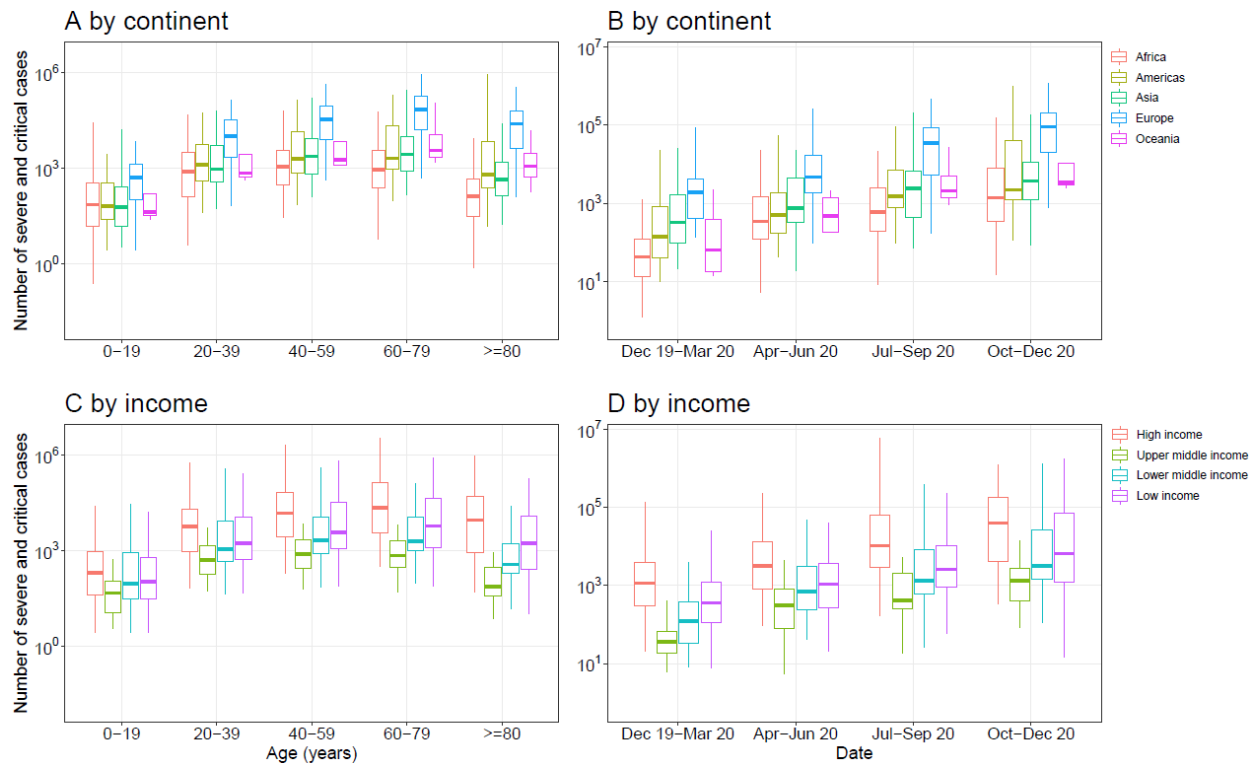 A by continent
Number of severe and critical cases
10^6
10^3
10^0
0−19
20−39
40−59
60−79
>=80
B by continent
10^7
10^5
10^3
10^1
Dec 19−Mar 20
Apr−Jun 20
Jul−Sep 20
Oct−Dec 20
Africa
Americas
Asia
Europe
Oceania
C by income
Number of severe and critical cases
10^6
10^3
10^0
0−19
20−39
40−59
60−79
>=80
Age (years)
D by income
10^7
10^5
10^3
10^1
Dec 19−Mar 20
Apr−Jun 20
Jul−Sep 20
Oct−Dec 20
Date
High income
Upper middle income
Lower middle income
Low income